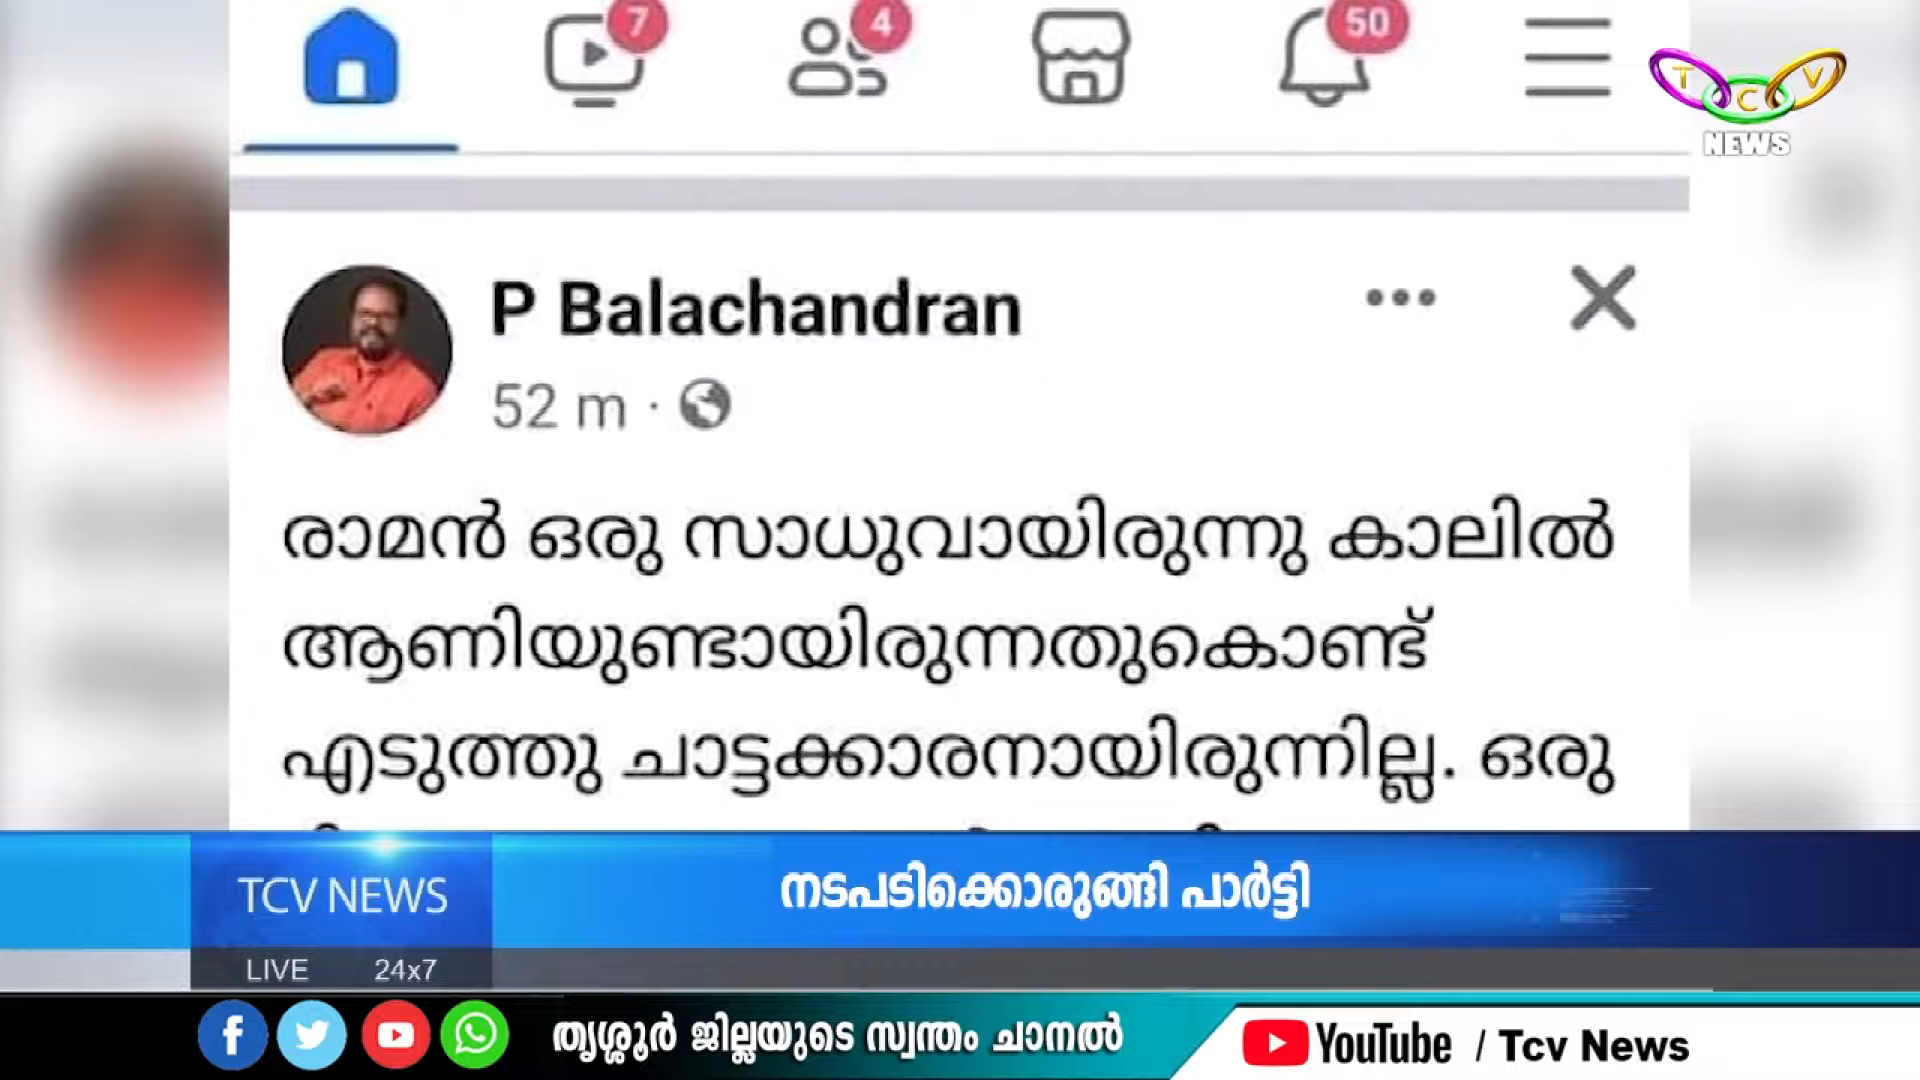 7
4
50
T C V
NEWS
P Balachandran
52 m ·
രാമൻ ഒരു സാധുവായിരുന്നു കാലിൽ
ആണിയുണ്ടായിരുന്നതുകൊണ്ട്
എടുത്തു ചാട്ടക്കാരനായിരുന്നില്ല. ഒരു
TCV NEWS
നടപടിക്കൊരുങ്ങി പാർട്ടി
LIVE 24x7
തൃശ്ശൂർ ജില്ലയുടെ സ്വന്തം ചാനൽ
YouTube / Tcv News